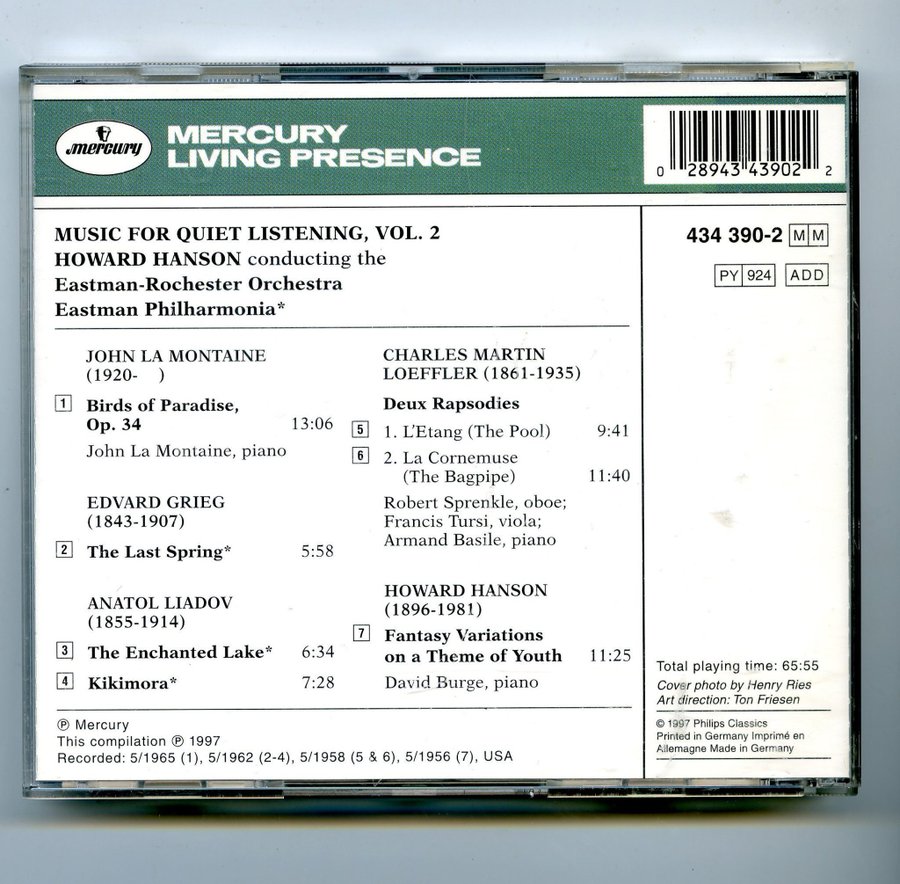 mercury
MERCURY
LIVING PRESENCE
0 28943 43902 2
MUSIC FOR QUIET LISTENING, VOL. 2
HOWARD HANSON conducting the
Eastman-Rochester Orchestra
Eastman Philharmonia*
434 390-2 MM
PY 924 ADD
JOHN LA MONTAINE
(1920- )
1 Birds of Paradise,
Op. 34 13:06
John La Montaine, piano
EDVARD GRIEG
(1843-1907)
2 The Last Spring* 5:58
ANATOL LIADOV
(1855-1914)
3 The Enchanted Lake* 6:34
4 Kikimora* 7:28
CHARLES MARTIN
LOEFFLER (1861-1935)
Deux Rapsodies
5 1. L'Etang (The Pool) 9:41
6 2. La Cornemuse
(The Bagpipe) 11:40
Robert Sprenkle, oboe;
Francis Tursi, viola;
Armand Basile, piano
HOWARD HANSON
(1896-1981)
7 Fantasy Variations
on a Theme of Youth 11:25
David Burge, piano
℗ Mercury
This compilation ℗ 1997
Recorded: 5/1965 (1), 5/1962 (2-4), 5/1958 (5 & 6), 5/1956 (7), USA
Total playing time: 65:55
Cover photo by Henry Ries
Art direction: Ton Friesen
© 1997 Philips Classics
Printed in Germany Imprimé en
Allemagne Made in Germany